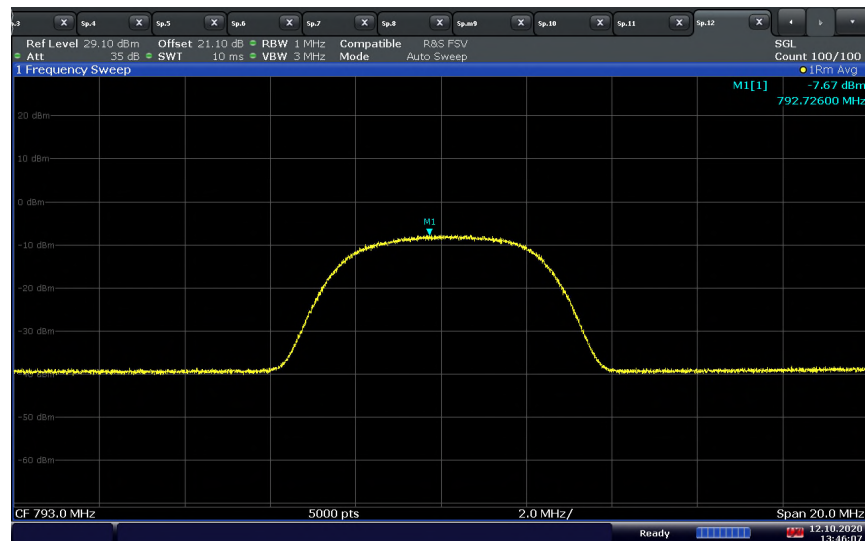 .3 X Sp.4 X Sp.5 X Sp.6 X Sp.7 X Sp.8 X Sp.m9 X Sp.10 X Sp.11 X Sp.12 X
Ref Level 29.10 dBm Offset 21.10 dB RBW 1 MHz Compatible R&S FSV SGL
Att 35 dB SWT 10 ms VBW 3 MHz Mode Auto Sweep Count 100/100
1 Frequency Sweep 1Rm Avg
M1[1] -7.67 dBm
792.72600 MHz
20 dBm
10 dBm
0 dBm
M1
-10 dBm
-20 dBm
-30 dBm
-50 dBm
-60 dBm
CF 793.0 MHz 5000 pts 2.0 MHz/ Span 20.0 MHz
Ready 12.10.2020
13:46:07